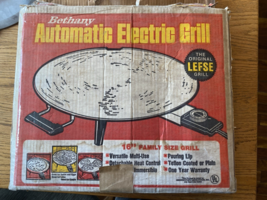 Bethany
Automatic Electric Grill
THE
ORIGINAL
LEFSE
GRILL
16" FAMILY SIZE GRILL
Versatile Multi-Use
Detachable Heat Control
Immersible
Pouring Lip
Teflon Coated or Plain
One Year Warranty